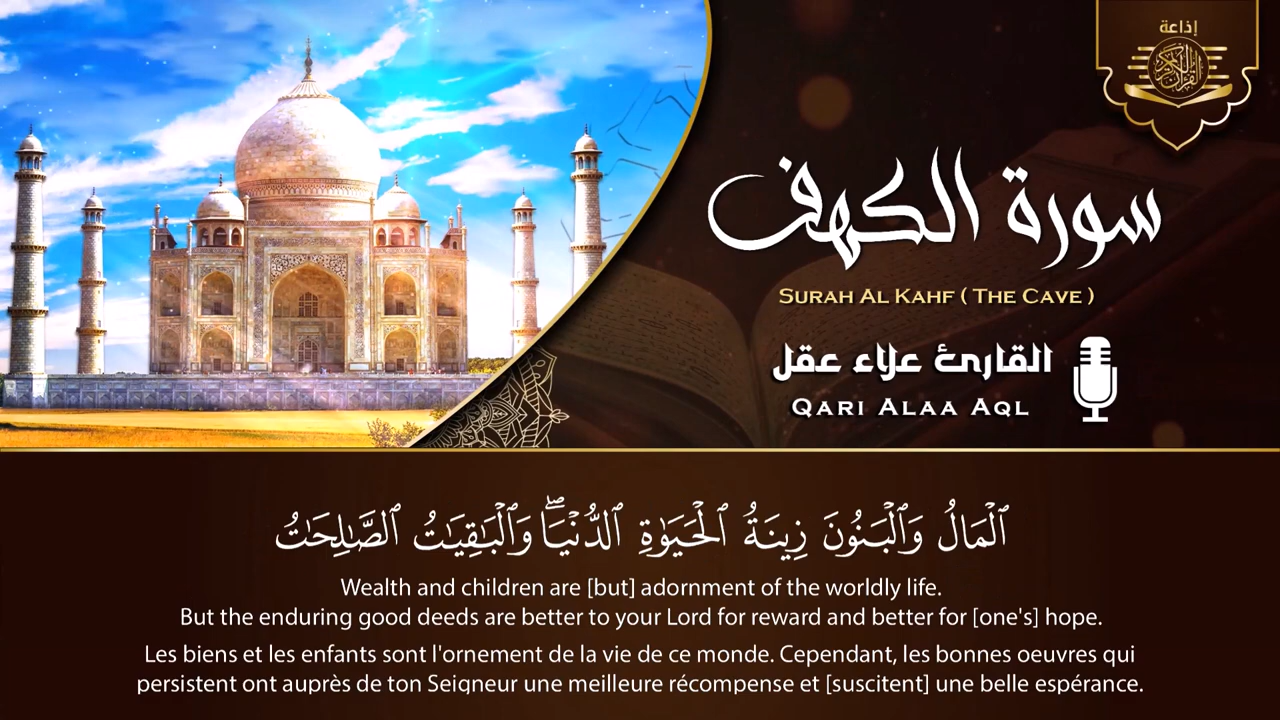 إذاعة
القرآن الكريم
سورة الكهف
SURAH AL KAHF ( THE CAVE )
القارئ علاء عقل
QARI ALAA AQL
ٱلْمَالُ وَٱلْبَنُونَ زِينَةُ ٱلْحَيَوٰةِ ٱلدُّنْيَاۖ وَٱلْبَٰقِيَٰتُ ٱلصَّٰلِحَٰتُ
Wealth and children are [but] adornment of the worldly life.
But the enduring good deeds are better to your Lord for reward and better for [one's] hope.
Les biens et les enfants sont l'ornement de la vie de ce monde. Cependant, les bonnes oeuvres qui
persistent ont auprès de ton Seigneur une meilleure récompense et [suscitent] une belle espérance.